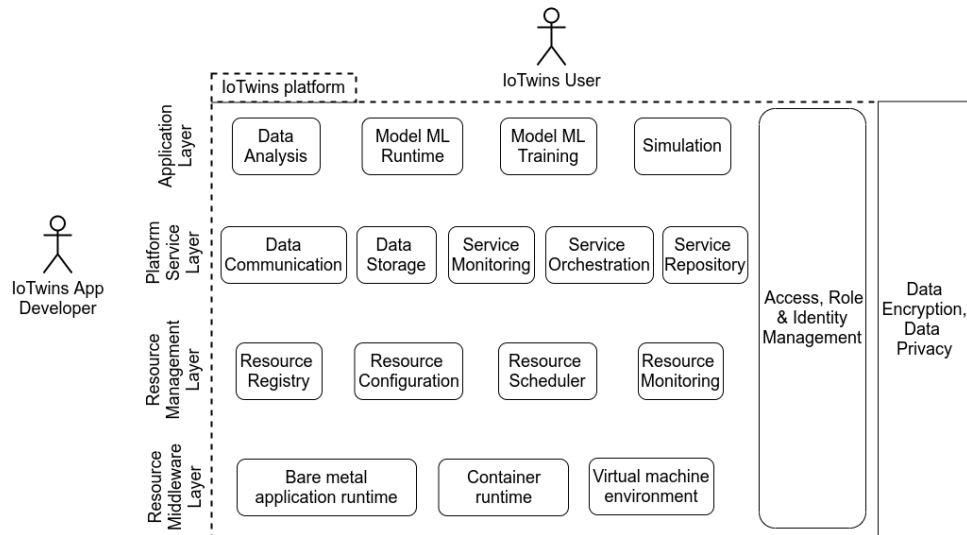 IoTwins User
IoTwins platform
Application
Layer
Data
Analysis
Model ML
Runtime
Model ML
Training
Simulation
IoTwins App
Developer
Platform
Service
Layer
Data
Communication
Data
Storage
Service
Monitoring
Service
Orchestration
Service
Repository
Access, Role
& Identity
Management
Data
Encryption,
Data
Privacy
Resource
Management
Layer
Resource
Registry
Resource
Configuration
Resource
Scheduler
Resource
Monitoring
Resource
Middleware
Layer
Bare metal
application runtime
Container
runtime
Virtual machine
environment